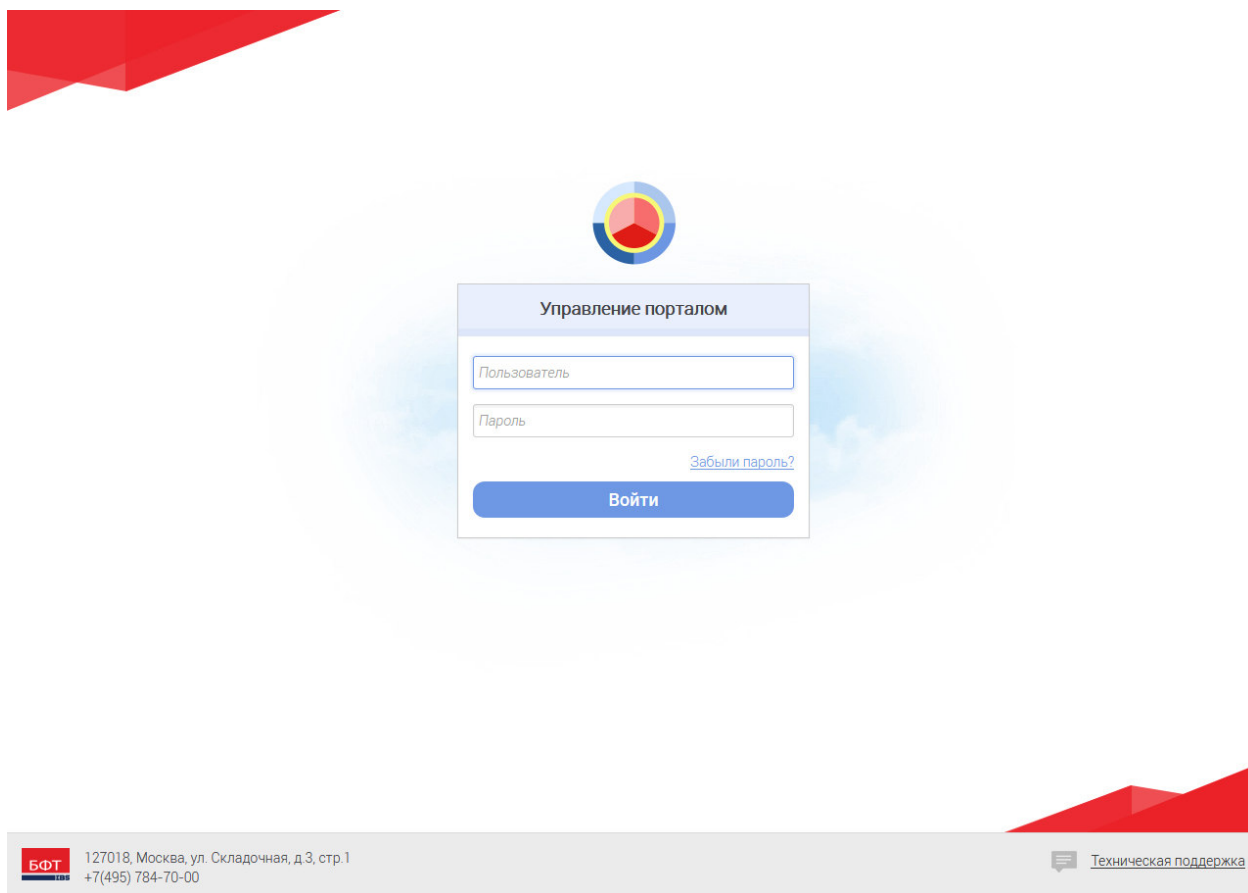 Управление порталом
Пользователь
Пароль
Забыли пароль?
Войти
БФТ
127018, Москва, ул. Складочная, д.3, стр.1
+7(495) 784-70-00
Техническая поддержка